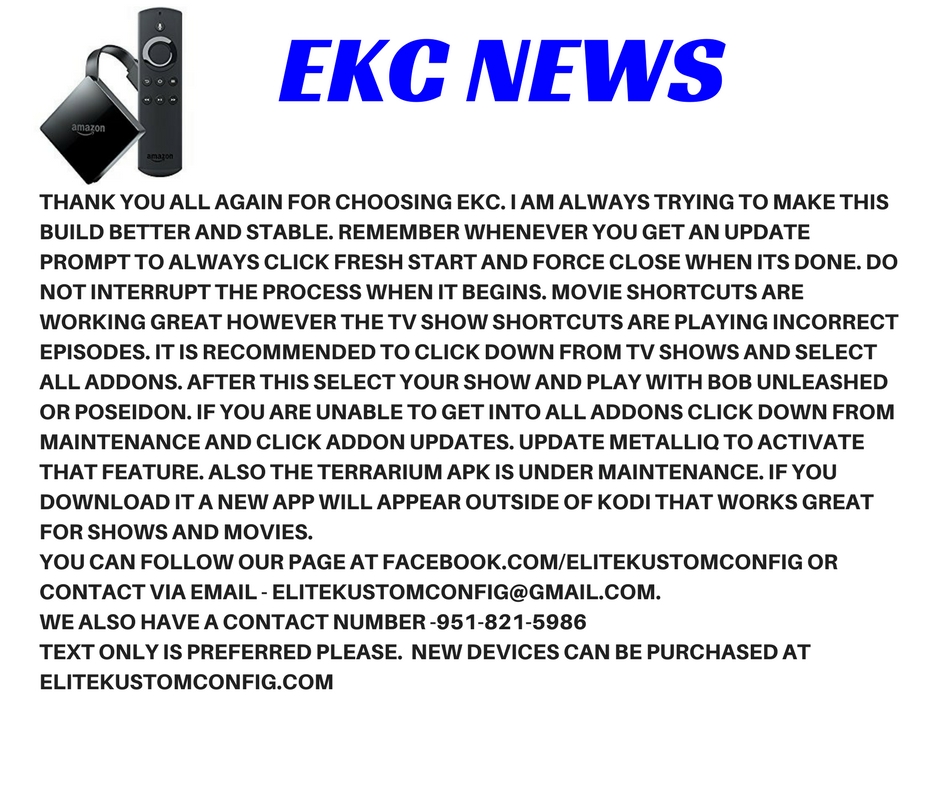 EKC NEWS
amazon
amazon
THANK YOU ALL AGAIN FOR CHOOSING EKC. I AM ALWAYS TRYING TO MAKE THIS
BUILD BETTER AND STABLE. REMEMBER WHENEVER YOU GET AN UPDATE
PROMPT TO ALWAYS CLICK FRESH START AND FORCE CLOSE WHEN ITS DONE. DO
NOT INTERRUPT THE PROCESS WHEN IT BEGINS. MOVIE SHORTCUTS ARE
WORKING GREAT HOWEVER THE TV SHOW SHORTCUTS ARE PLAYING INCORRECT
EPISODES. IT IS RECOMMENDED TO CLICK DOWN FROM TV SHOWS AND SELECT
ALL ADDONS. AFTER THIS SELECT YOUR SHOW AND PLAY WITH BOB UNLEASHED
OR POSEIDON. IF YOU ARE UNABLE TO GET INTO ALL ADDONS CLICK DOWN FROM
MAINTENANCE AND CLICK ADDON UPDATES. UPDATE METALLIQ TO ACTIVATE
THAT FEATURE. ALSO THE TERRARIUM APK IS UNDER MAINTENANCE. IF YOU
DOWNLOAD IT A NEW APP WILL APPEAR OUTSIDE OF KODI THAT WORKS GREAT
FOR SHOWS AND MOVIES.
YOU CAN FOLLOW OUR PAGE AT FACEBOOK.COM/ELITEKUSTOMCONFIG OR
CONTACT VIA EMAIL - ELITEKUSTOMCONFIG@GMAIL.COM.
WE ALSO HAVE A CONTACT NUMBER -951-821-5986
TEXT ONLY IS PREFERRED PLEASE.  NEW DEVICES CAN BE PURCHASED AT
ELITEKUSTOMCONFIG.COM